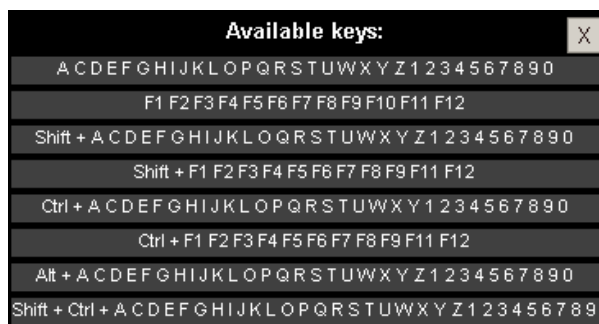 Available keys:
X
A C D E F G H I J K L O P Q R S T U W X Y Z 1 2 3 4 5 6 7 8 9 0
F1 F2 F3 F4 F5 F6 F7 F8 F9 F10 F11 F12
Shift + A C D E F G H I J K L O Q R S T U W X Y Z 1 2 3 4 5 6 7 8 9 0
Shift + F1 F2 F3 F4 F5 F6 F7 F8 F9 F11 F12
Ctrl + A C D E F G H I J K L O P Q R S T U W X Y 1 2 3 4 5 6 7 8 9 0
Ctrl + F1 F2 F3 F4 F5 F6 F7 F8 F9 F11 F12
Alt + A C D E F G H I J K L O P Q R S T U W X Y Z 1 2 3 4 5 6 7 8 9 0
Shift + Ctrl + A C D E F G H I J K L O P Q R S T U W X Y Z 1 2 3 4 5 6 7 8 9